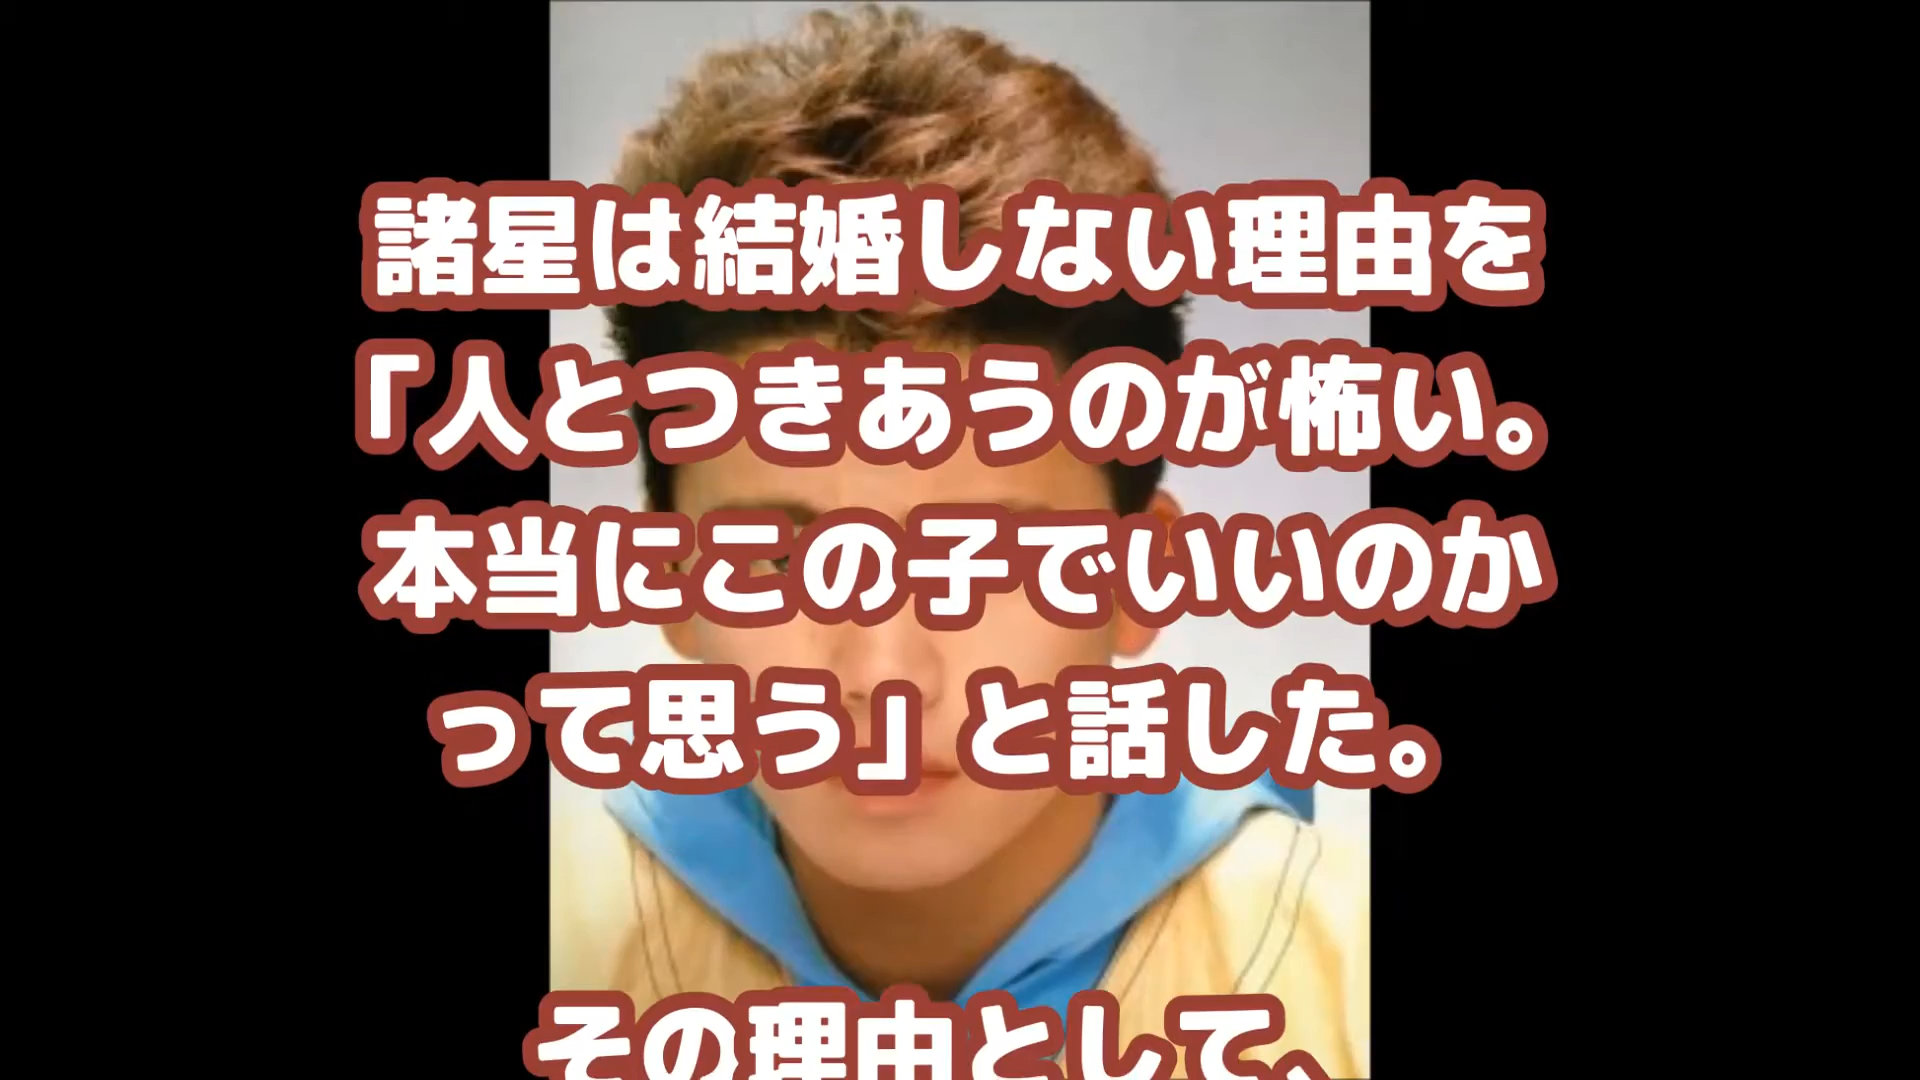 諸星は結婚しない理由を
「人とつきあうのが怖い。
本当にこの子でいいのか
って思う」と話した。
その理由として、